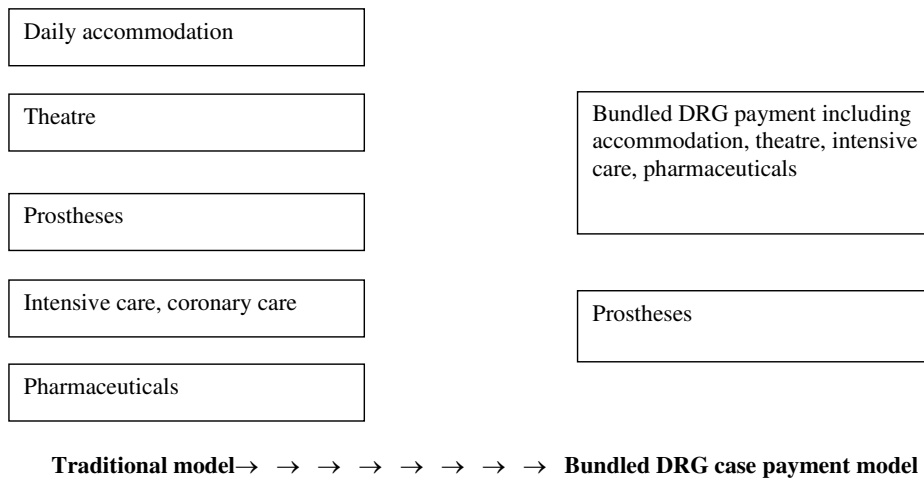 Daily accommodation
Theatre
Prostheses
Intensive care, coronary care
Pharmaceuticals
Bundled DRG payment including
accommodation, theatre, intensive
care, pharmaceuticals
Prostheses
Traditional model→ → → → → → → → Bundled DRG case payment model